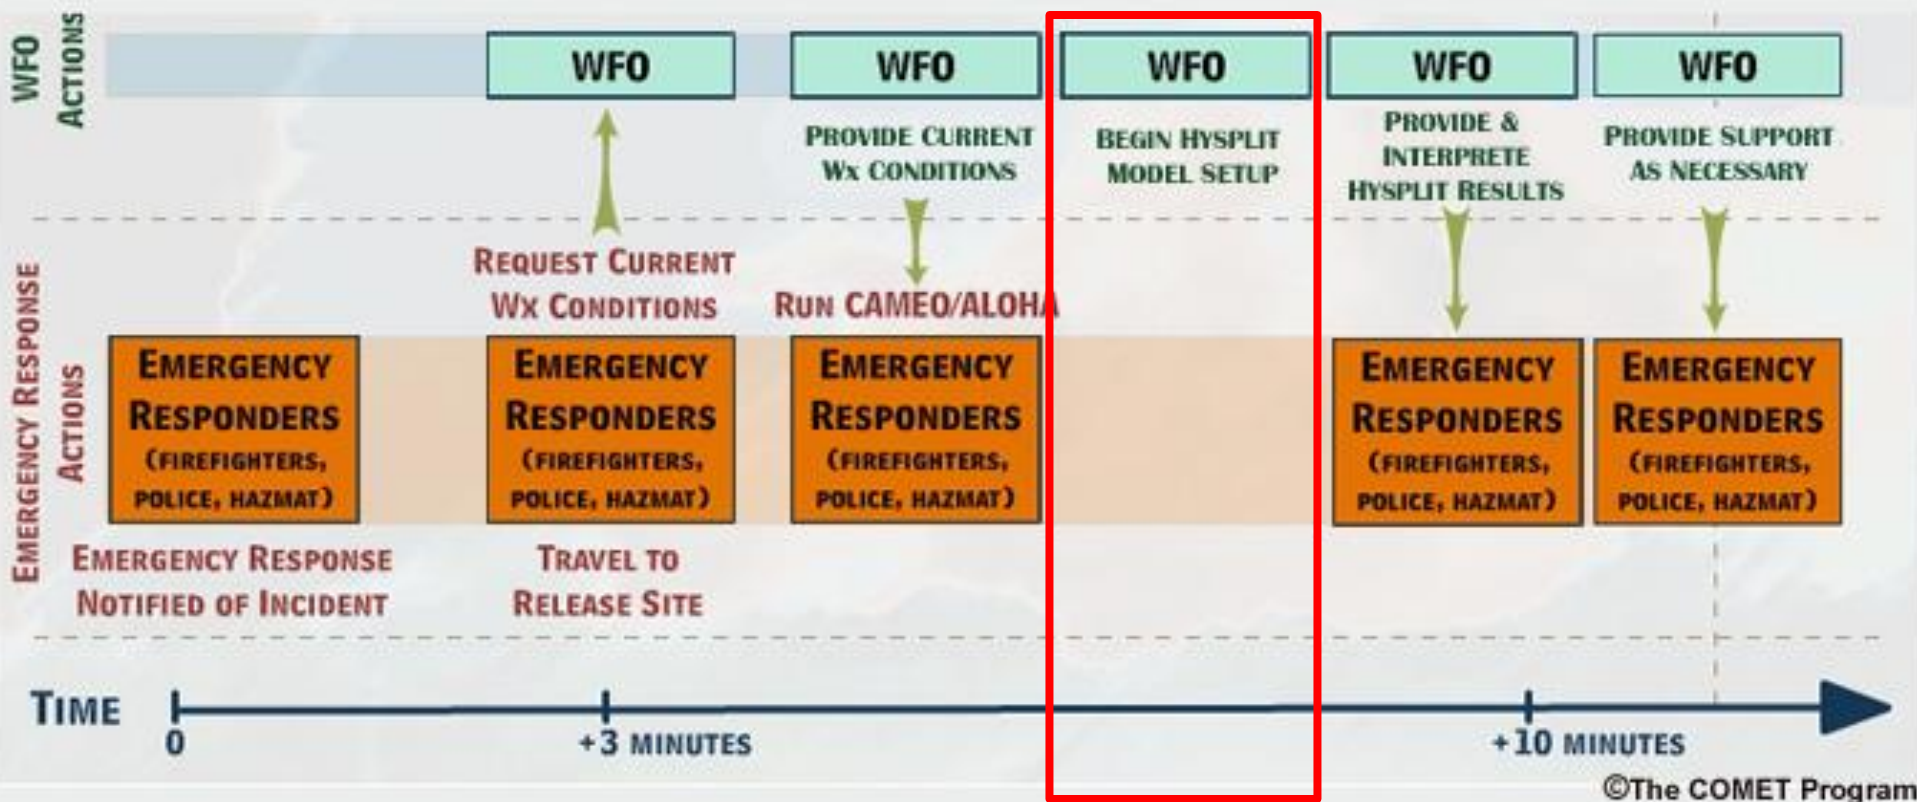 WFO
ACTIONS
WFO
WFO
WFO
WFO
WFO
PROVIDE CURRENT
WX CONDITIONS
BEGIN HYSPLIT
MODEL SETUP
PROVIDE &
INTERPRETE
HYSPLIT RESULTS
PROVIDE SUPPORT
AS NECESSARY
EMERGENCY RESPONSE
ACTIONS
REQUEST CURRENT
WX CONDITIONS
RUN CAMEO/ALOHA
EMERGENCY
RESPONDERS
(FIREFIGHTERS,
POLICE, HAZMAT)
EMERGENCY
RESPONDERS
(FIREFIGHTERS,
POLICE, HAZMAT)
EMERGENCY
RESPONDERS
(FIREFIGHTERS,
POLICE, HAZMAT)
EMERGENCY
RESPONDERS
(FIREFIGHTERS,
POLICE, HAZMAT)
EMERGENCY
RESPONDERS
(FIREFIGHTERS,
POLICE, HAZMAT)
EMERGENCY RESPONSE
NOTIFIED OF INCIDENT
TRAVEL TO
RELEASE SITE
TIME
0
+3 MINUTES
+10 MINUTES
©The COMET Program